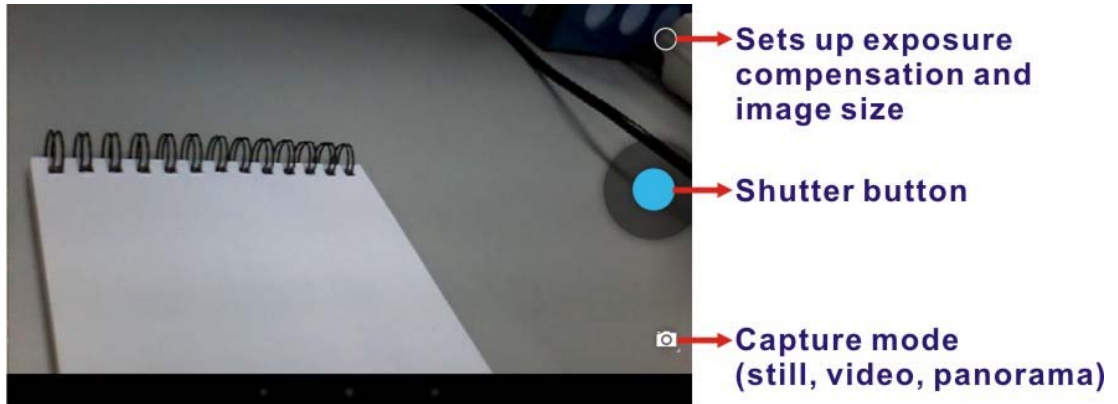 Sets up exposure
compensation and
image size
Shutter button
Capture mode
(still, video, panorama)